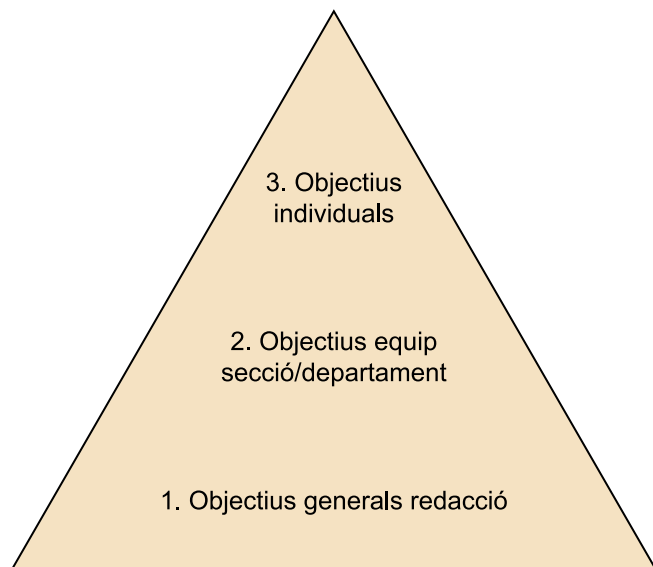 3. Objectius
individuals
2. Objectius equip
secció/departament
1. Objectius generals redacció